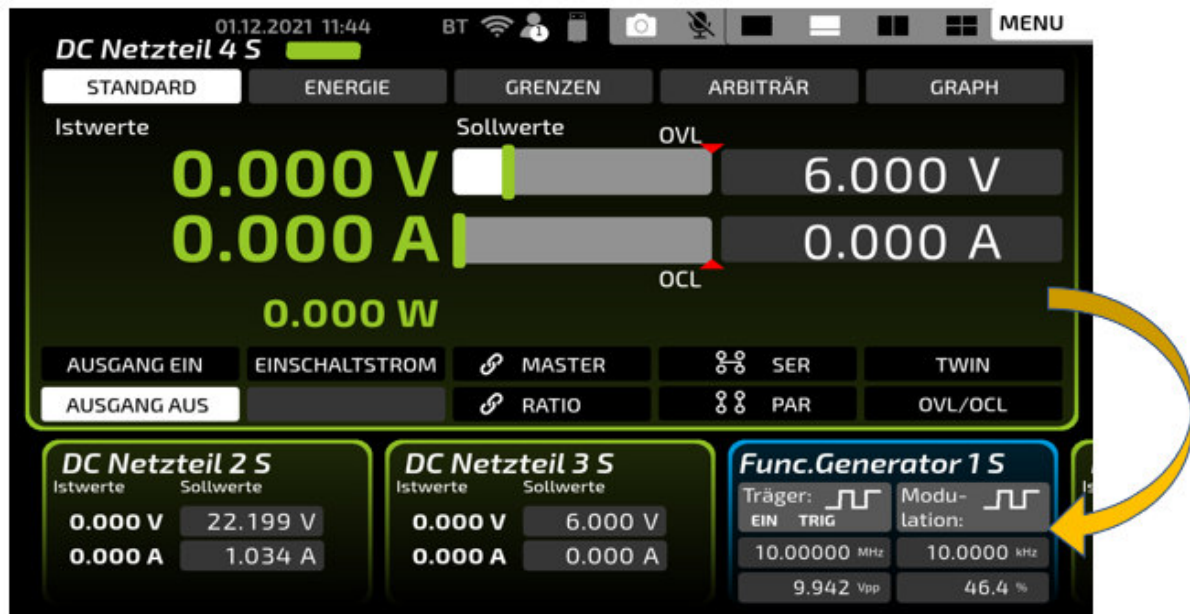 01.12.2021 11:44 BT 1 MENU
DC Netzteil 4 S
STANDARD ENERGIE GRENZEN ARBITRÄR GRAPH
Istwerte Sollwerte OVL
0.000 V 6.000 V
0.000 A 0.000 A
OCL
0.000 W
AUSGANG EIN EINSCHALTSTROM MASTER SER TWIN
AUSGANG AUS RATIO PAR OVL/OCL
DC Netzteil 2 S
Istwerte Sollwerte
0.000 V 22.199 V
0.000 A 1.034 A
DC Netzteil 3 S
Istwerte Sollwerte
0.000 V 6.000 V
0.000 A 0.000 A
Func.Generator 1 S
Träger: Modu-
EIN TRIG lation:
10.00000 MHz 10.0000 kHz
9.942 Vpp 46.4 %